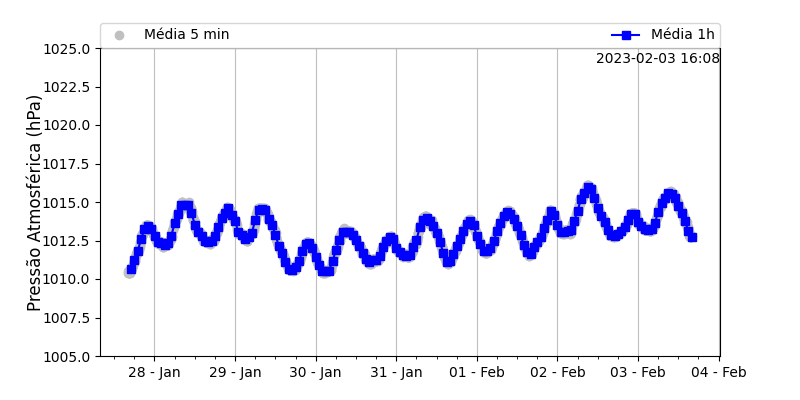 Média 5 min
Média 1h
2023-02-03 16:08
Pressão Atmosférica (hPa)
1025.0
1022.5
1020.0
1017.5
1015.0
1012.5
1010.0
1007.5
1005.0
28 - Jan
29 - Jan
30 - Jan
31 - Jan
01 - Feb
02 - Feb
03 - Feb
04 - Feb